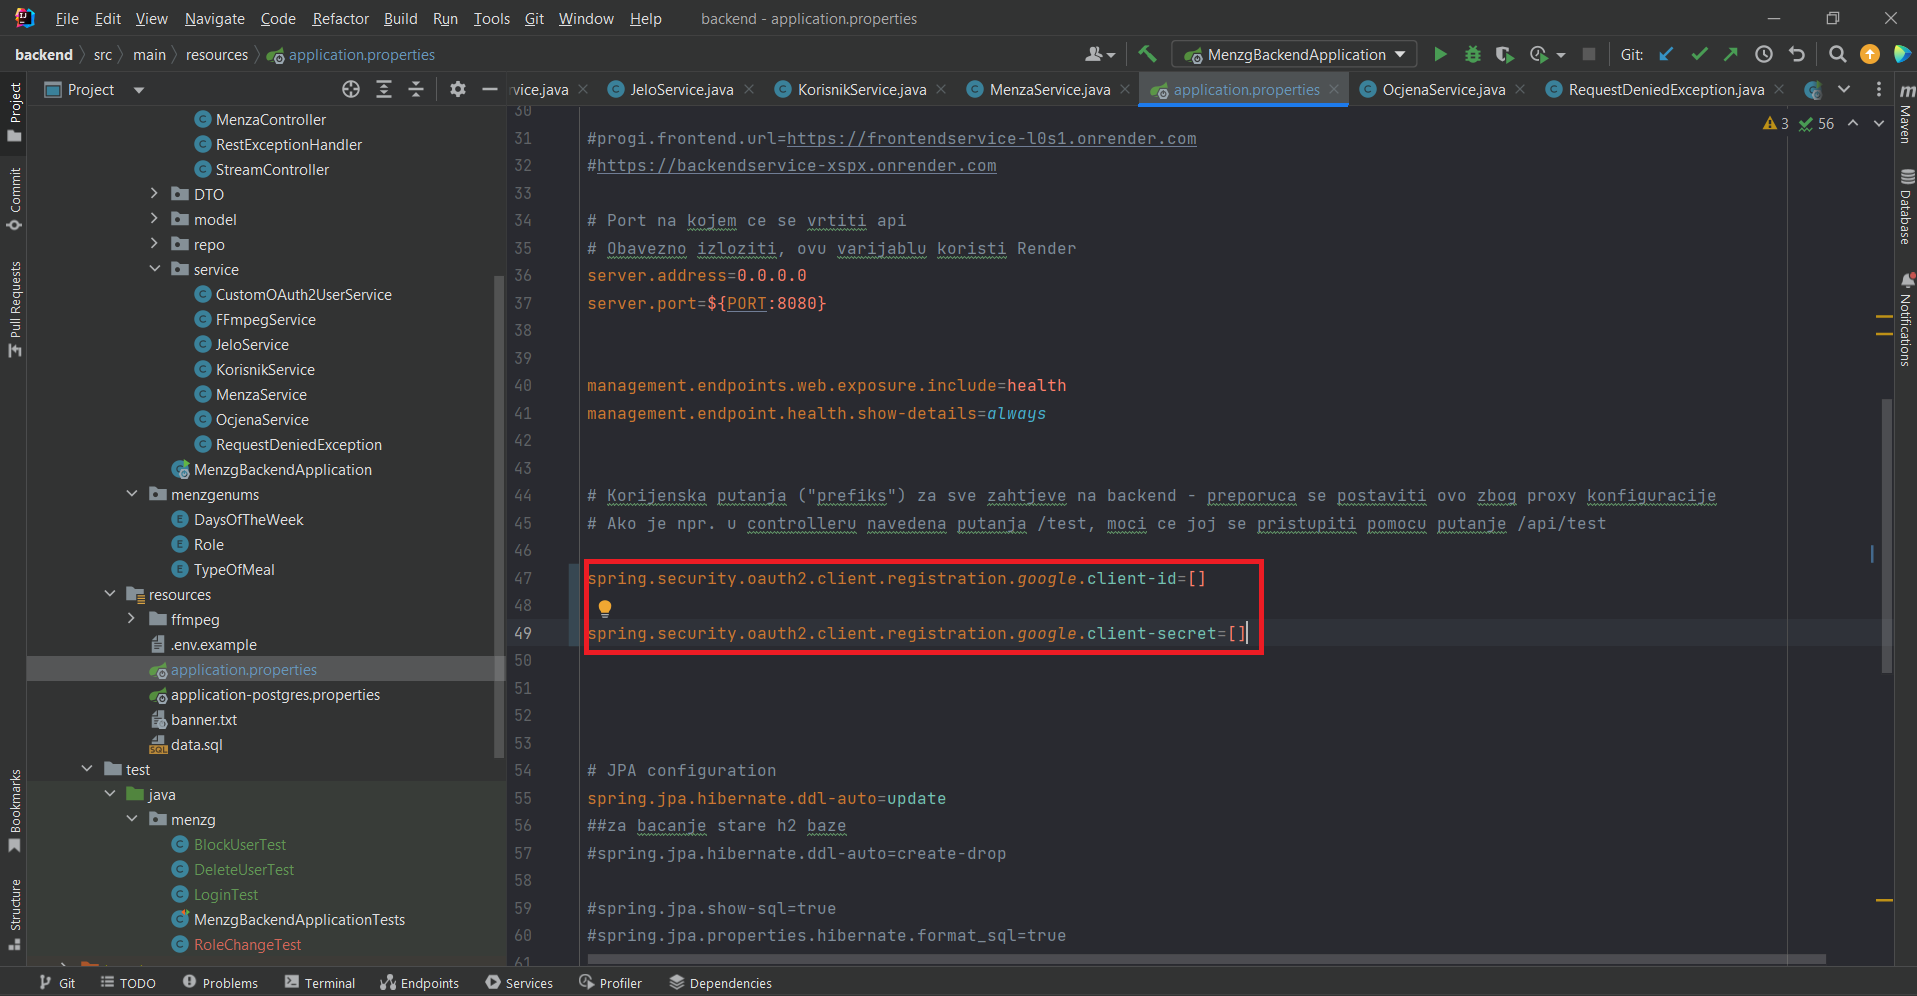 File Edit View Navigate Code Refactor Build Run Tools Git Window Help backend - application.properties
backend src main resources application.properties MenzgBackendApplication Git:
Project
rvice.java JeloService.java KorisnikService.java MenzaService.java application.properties OcjenaService.java RequestDeniedException.java
Project
Commit
Pull Requests
Bookmarks
Structure
MenzaController
RestExceptionHandler
StreamController
DTO
model
repo
service
CustomOAuth2UserService
FFmpegService
JeloService
KorisnikService
MenzaService
OcjenaService
RequestDeniedException
MenzgBackendApplication
menzgenums
DaysOfTheWeek
Role
TypeOfMeal
resources
ffmpeg
.env.example
application.properties
application-postgres.properties
banner.txt
data.sql
test
java
menzg
BlockUserTest
DeleteUserTest
LoginTest
MenzgBackendApplicationTests
RoleChangeTest
3 56
30
31 #progi.frontend.url=https://frontendservice-l0s1.onrender.com
32 #https://backendservice-xspx.onrender.com
33
34 # Port na kojem ce se vrtiti api
35 # Obavezno izloziti, ovu varijablu koristi Render
36 server.address=0.0.0.0
37 server.port=${PORT:8080}
38
39
40 management.endpoints.web.exposure.include=health
41 management.endpoint.health.show-details=always
42
43
44 # Korijenska putanja ("prefiks") za sve zahtjeve na backend - preporuca se postaviti ovo zbog proxy konfiguracije
45 # Ako je npr. u controlleru navedena putanja /test, moci ce joj se pristupiti pomocu putanje /api/test
46
47 spring.security.oauth2.client.registration.google.client-id=[]
48
49 spring.security.oauth2.client.registration.google.client-secret=[]
50
51
52
53
54 # JPA configuration
55 spring.jpa.hibernate.ddl-auto=update
56 ##za bacanje stare h2 baze
57 #spring.jpa.hibernate.ddl-auto=create-drop
58
59 #spring.jpa.show-sql=true
60 #spring.jpa.properties.hibernate.format_sql=true
61
Maven
Database
Notifications
Git TODO Problems Terminal Endpoints Services Profiler Dependencies